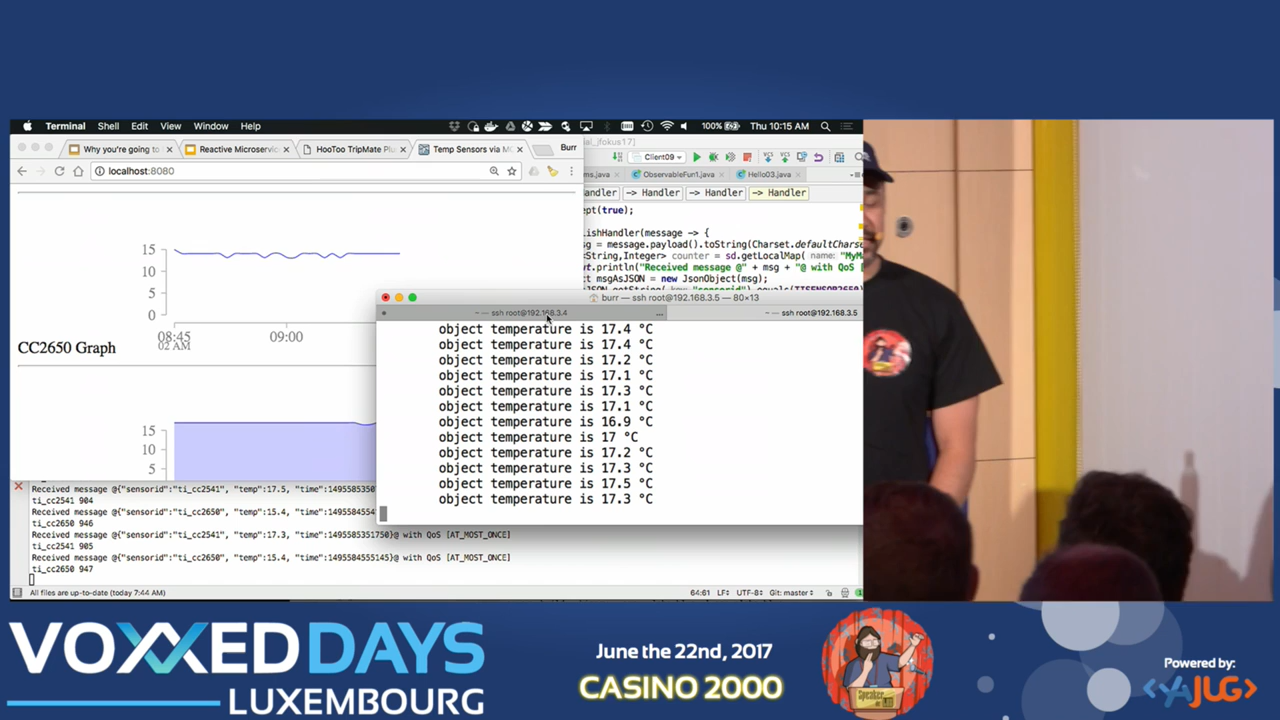 Terminal Shell Edit View Window Help 100% Thu 10:15 AM
Why you're going to
Reactive Microservic
HooToo TripMate Plu
Temp Sensors via MQ
Burr
al_jfokus17]
localhost:8080
Client09
ms.java
ObservableFun1.java
Hello03.java
andler -> Handler -> Handler -> Handler
ept(true);
lishHandler(message -> {
sg = message.payload().toString(Charset.defaultCharse
String,Integer> counter = sd.getLocalMap( name: "MyMa
t.println("Received message @" + msg + "@ with QoS [
t msgAsJSON = new JsonObject(msg);
15
10
5
0
08:45
02 AM
09:00
CC2650 Graph
15
10
5
burr — ssh root@192.168.3.5 — 80×13
~ — ssh root@192.168.3.4 ...
~ — ssh root@192.168.3.5
object temperature is 17.4 °C
object temperature is 17.4 °C
object temperature is 17.2 °C
object temperature is 17.1 °C
object temperature is 17.3 °C
object temperature is 17.1 °C
object temperature is 16.9 °C
object temperature is 17 °C
object temperature is 17.2 °C
object temperature is 17.3 °C
object temperature is 17.5 °C
object temperature is 17.3 °C
Received message @{"sensorid":"ti_cc2541", "temp":17.5, "time":1495585350
ti_cc2541 904
Received message @{"sensorid":"ti_cc2650", "temp":15.4, "time":1495584554
ti_cc2650 946
Received message @{"sensorid":"ti_cc2541", "temp":17.3, "time":1495585351750}@ with QoS [AT_MOST_ONCE]
ti_cc2541 905
Received message @{"sensorid":"ti_cc2650", "temp":15.4, "time":1495584555145}@ with QoS [AT_MOST_ONCE]
ti_cc2650 947
All files are up-to-date (today 7:44 AM)
64:61 LF÷ UTF-8÷ Git: master÷
VOXXED DAYS
LUXEMBOURG
June the 22nd, 2017
CASINO 2000
Speaker
Powered by:
YAJUG